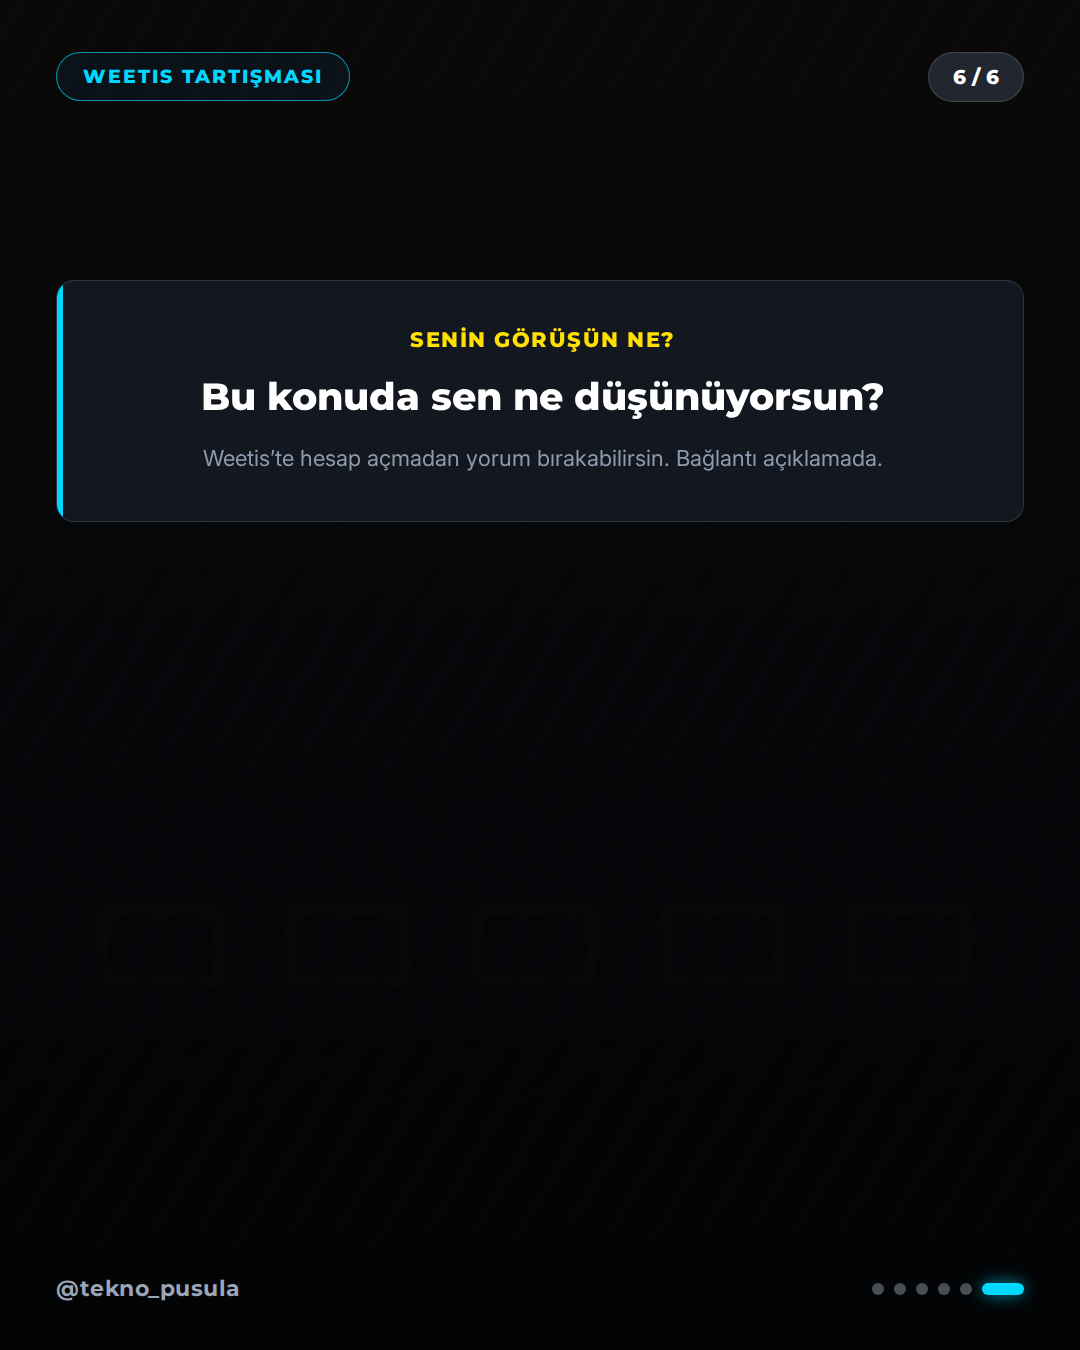 WEETIS TARTIŞMASI
6 / 6
SENİN GÖRÜŞÜN NE?
Bu konuda sen ne düşünüyorsun?
Weetis’te hesap açmadan yorum bırakabilirsin. Bağlantı açıklamada.
@tekno_pusula